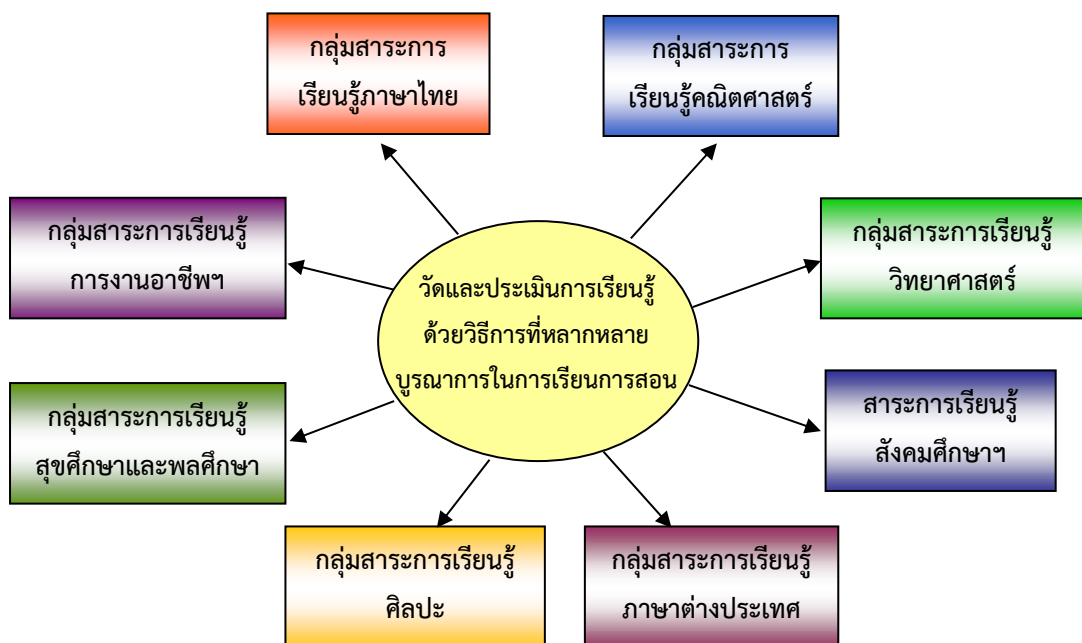 กลุ่มสาระการ
เรียนรู้ภาษาไทย
กลุ่มสาระการ
เรียนรู้คณิตศาสตร์
กลุ่มสาระการเรียนรู้
การงานอาชีพฯ
กลุ่มสาระการเรียนรู้
วิทยาศาสตร์
วัดและประเมินการเรียนรู้
ด้วยวิธีการที่หลากหลาย
บูรณาการในการเรียนการสอน
กลุ่มสาระการเรียนรู้
สุขศึกษาและพลศึกษา
สาระการเรียนรู้
สังคมศึกษาฯ
กลุ่มสาระการเรียนรู้
ศิลปะ
กลุ่มสาระการเรียนรู้
ภาษาต่างประเทศ